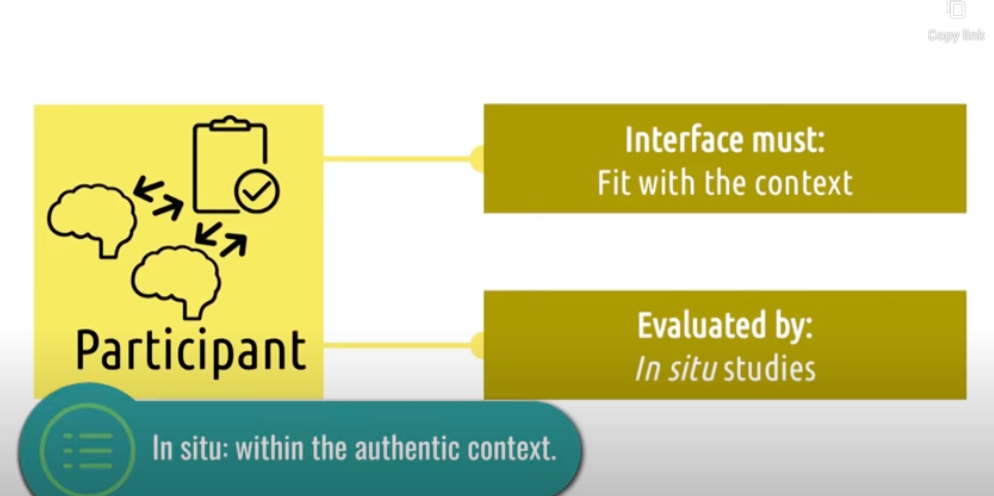 Copy link
Interface must:
Fit with the context
Participant
Evaluated by:
In situ studies
In situ: within the authentic context.